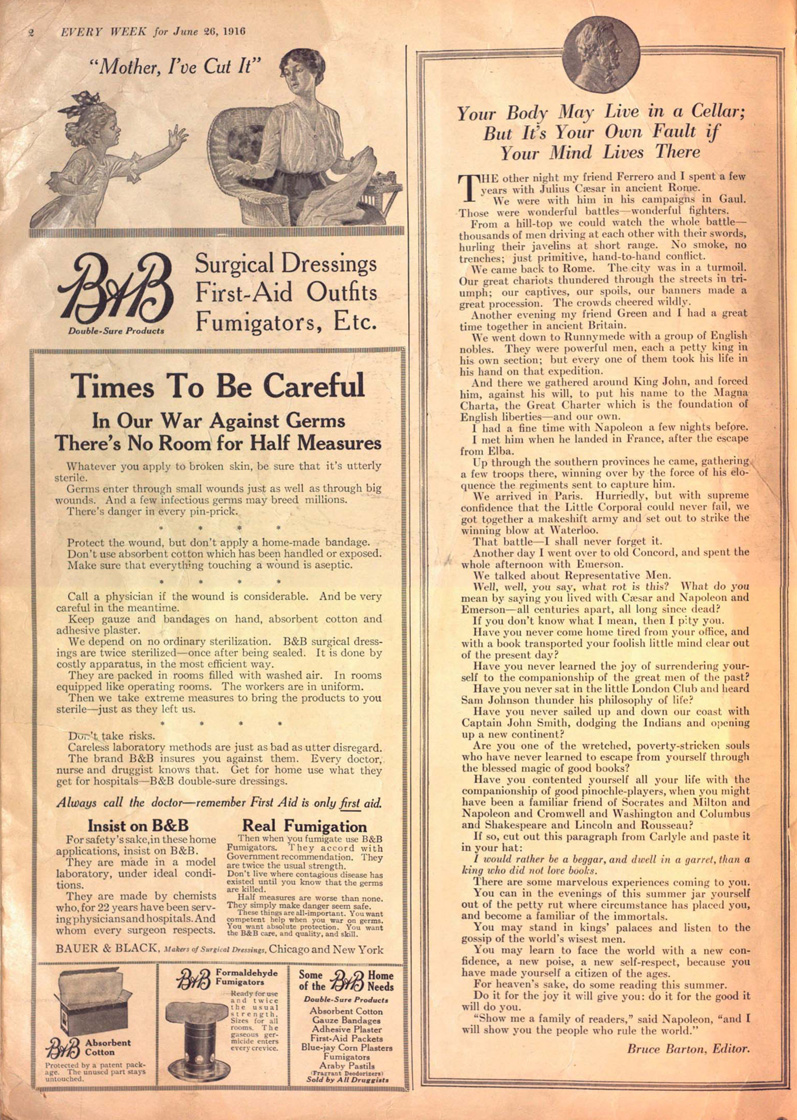 2 EVERY WEEK for June 26, 1916
"Mother, I've Cut It"
B&B
Double-Sure Products
Surgical Dressings
First-Aid Outfits
Fumigators, Etc.
Times To Be Careful
In Our War Against Germs
There's No Room for Half Measures
Whatever you apply to broken skin, be sure that it's utterly
sterile.
Germs enter through small wounds just as well as through big
wounds. And a few infectious germs may breed millions.
There's danger in every pin-prick.
* * * *
Protect the wound, but don't apply a home-made bandage.
Don't use absorbent cotton which has been handled or exposed.
Make sure that everything touching a wound is aseptic.
* * * *
Call a physician if the wound is considerable. And be very
careful in the meantime.
Keep gauze and bandages on hand, absorbent cotton and
adhesive plaster.
We depend on no ordinary sterilization. B&B surgical dress-
ings are twice sterilized—once after being sealed. It is done by
costly apparatus, in the most efficient way.
They are packed in rooms filled with washed air. In rooms
equipped like operating rooms. The workers are in uniform.
Then we take extreme measures to bring the products to you
sterile—just as they left us.
* * * *
Don't take risks.
Careless laboratory methods are just as bad as utter disregard.
The brand B&B insures you against them. Every doctor,
nurse and druggist knows that. Get for home use what they
get for hospitals—B&B double-sure dressings.
Always call the doctor—remember First Aid is only first aid.
Insist on B&B
For safety's sake, in these home
applications, insist on B&B.
They are made in a model
laboratory, under ideal condi-
tions.
They are made by chemists
who, for 22 years have been serv-
ing physicians and hospitals. And
whom every surgeon respects.
Real Fumigation
Then when you fumigate use B&B
Fumigators. They accord with
Government recommendation. They
are twice the usual strength.
Don't live where contagious disease has
existed until you know that the germs
are killed.
Half measures are worse than none.
They simply make danger seem safe.
These things are all-important. You want
competent help when you war on germs.
You want absolute protection. You want
the B&B care, and quality, and skill.
BAUER & BLACK, Makers of Surgical Dressings, Chicago and New York
B&B Absorbent
Cotton
Protected by a patent pack-
age. The unused part stays
untouched.
B&B Formaldehyde
Fumigators
Ready for use
and twice
the usual
strength.
Sizes for all
rooms. The
gaseous ger-
micide enters
every crevice.
Some of the B&B Home Needs
Double-Sure Products
Absorbent Cotton
Gauze Bandages
Adhesive Plaster
First-Aid Packets
Blue-jay Corn Plasters
Fumigators
Araby Pastils
(Fragrant Deodorizers)
Sold by All Druggists
Your Body May Live in a Cellar;
But It's Your Own Fault if
Your Mind Lives There
THE other night my friend Ferrero and I spent a few
years with Julius Cæsar in ancient Rome.
We were with him in his campaigns in Gaul.
Those were wonderful battles—wonderful fighters.
From a hill-top we could watch the whole battle—
thousands of men driving at each other with their swords,
hurling their javelins at short range. No smoke, no
trenches; just primitive, hand-to-hand conflict.
We came back to Rome. The city was in a turmoil.
Our great chariots thundered through the streets in tri-
umph; our captives, our spoils, our banners made a
great procession. The crowds cheered wildly.
Another evening my friend Green and I had a great
time together in ancient Britain.
We went down to Runnymede with a group of English
nobles. They were powerful men, each a petty king in
his own section; but every one of them took his life in
his hand on that expedition.
And there we gathered around King John, and forced
him, against his will, to put his name to the Magna
Charta, the Great Charter which is the foundation of
English liberties—and our own.
I had a fine time with Napoleon a few nights before.
I met him when he landed in France, after the escape
from Elba.
Up through the southern provinces he came, gathering
a few troops there, winning over by the force of his elo-
quence the regiments sent to capture him.
We arrived in Paris. Hurriedly, but with supreme
confidence that the Little Corporal could never fail, we
got together a makeshift army and set out to strike the
winning blow at Waterloo.
That battle—I shall never forget it.
Another day I went over to old Concord, and spent the
whole afternoon with Emerson.
We talked about Representative Men.
Well, well, you say, what rot is this? What do you
mean by saying you lived with Cæsar and Napoleon and
Emerson—all centuries apart, all long since dead?
If you don't know what I mean, then I pity you.
Have you never come home tired from your office, and
with a book transported your foolish little mind clear out
of the present day?
Have you never learned the joy of surrendering your-
self to the companionship of the great men of the past?
Have you never sat in the little London Club and heard
Sam Johnson thunder his philosophy of life?
Have you never sailed up and down our coast with
Captain John Smith, dodging the Indians and opening
up a new continent?
Are you one of the wretched, poverty-stricken souls
who have never learned to escape from yourself through
the blessed magic of good books?
Have you contented yourself all your life with the
companionship of good pinochle-players, when you might
have been a familiar friend of Socrates and Milton and
Napoleon and Cromwell and Washington and Columbus
and Shakespeare and Lincoln and Rousseau?
If so, cut out this paragraph from Carlyle and paste it
in your hat:
I would rather be a beggar, and dwell in a garret, than a
king who did not love books.
There are some marvelous experiences coming to you.
You can in the evenings of this summer jar yourself
out of the petty rut where circumstance has placed you,
and become a familiar of the immortals.
You may stand in kings' palaces and listen to the
gossip of the world's wisest men.
You may learn to face the world with a new con-
fidence, a new poise, a new self-respect, because you
have made yourself a citizen of the ages.
For heaven's sake, do some reading this summer.
Do it for the joy it will give you: do it for the good it
will do you.
"Show me a family of readers," said Napoleon, "and I
will show you the people who rule the world."
Bruce Barton, Editor.